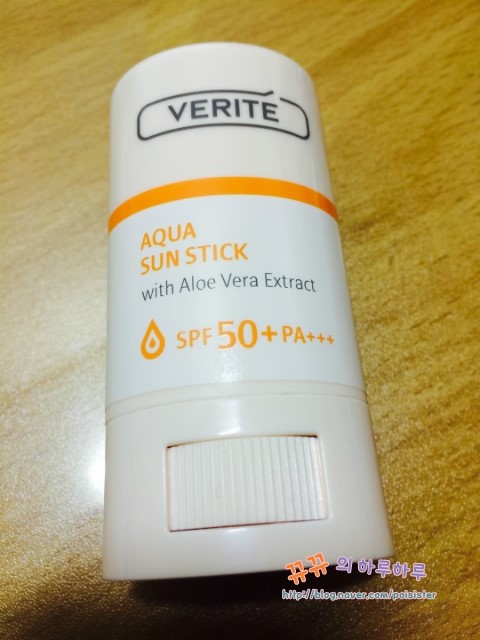 VERITÉ
AQUA
SUN STICK
with Aloe Vera Extract
SPF 50+ PA+++
뀨뀨 의 하루하루
http://blog.naver.com/poisister